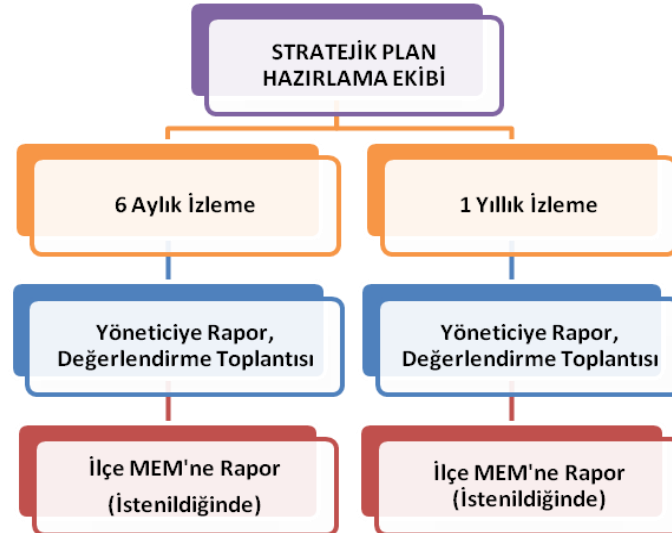 STRATEJİK PLAN
HAZIRLAMA EKİBİ
6 Aylık İzleme
1 Yıllık İzleme
Yöneticiye Rapor,
Değerlendirme Toplantısı
Yöneticiye Rapor,
Değerlendirme Toplantısı
İlçe MEM'ne Rapor
(İstenildiğinde)
İlçe MEM'ne Rapor
(İstenildiğinde)